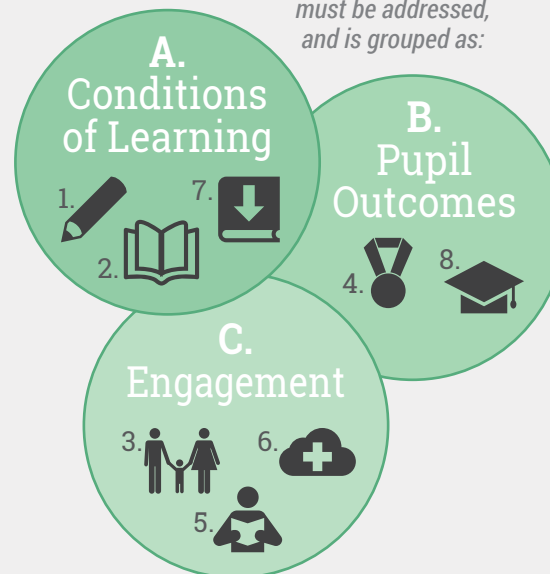 must be addressed,
and is grouped as:
A.
Conditions
of Learning
1.
7.
2.
B.
Pupil
Outcomes
4.
8.
C.
Engagement
3.
6.
5.